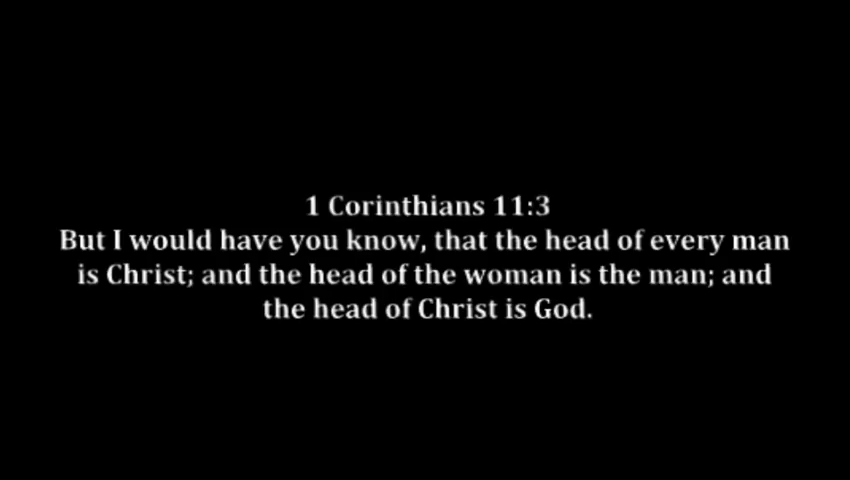 1 Corinthians 11:3
But I would have you know, that the head of every man
is Christ; and the head of the woman is the man; and
the head of Christ is God.